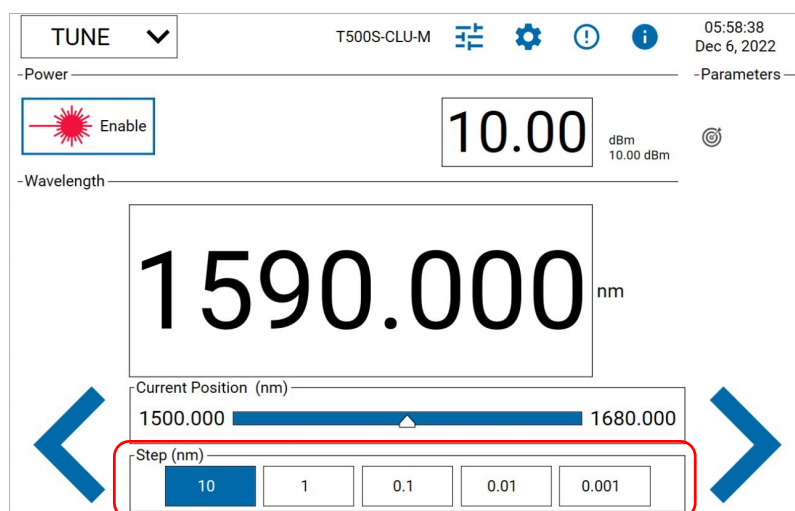 TUNE
T500S-CLU-M
05:58:38
Dec 6, 2022
Power
Parameters
Enable
10.00
dBm
10.00 dBm
Wavelength
1590.000 nm
Current Position (nm)
1500.000 1680.000
Step (nm)
10 1 0.1 0.01 0.001